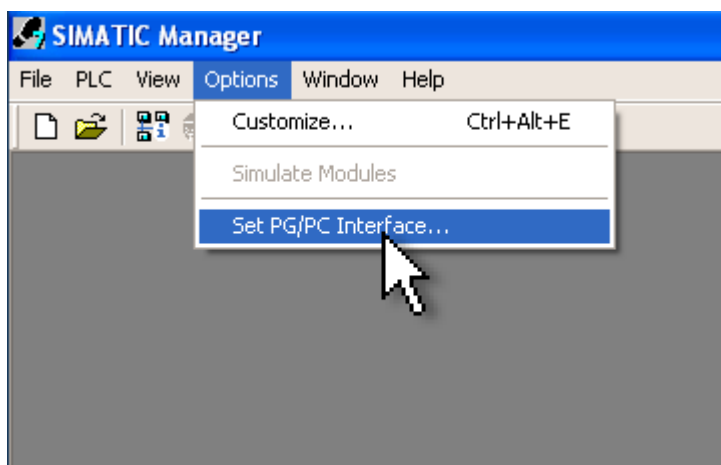 SIMATIC Manager
File PLC View Options Window Help
Customize... Ctrl+Alt+E
Simulate Modules
Set PG/PC Interface...